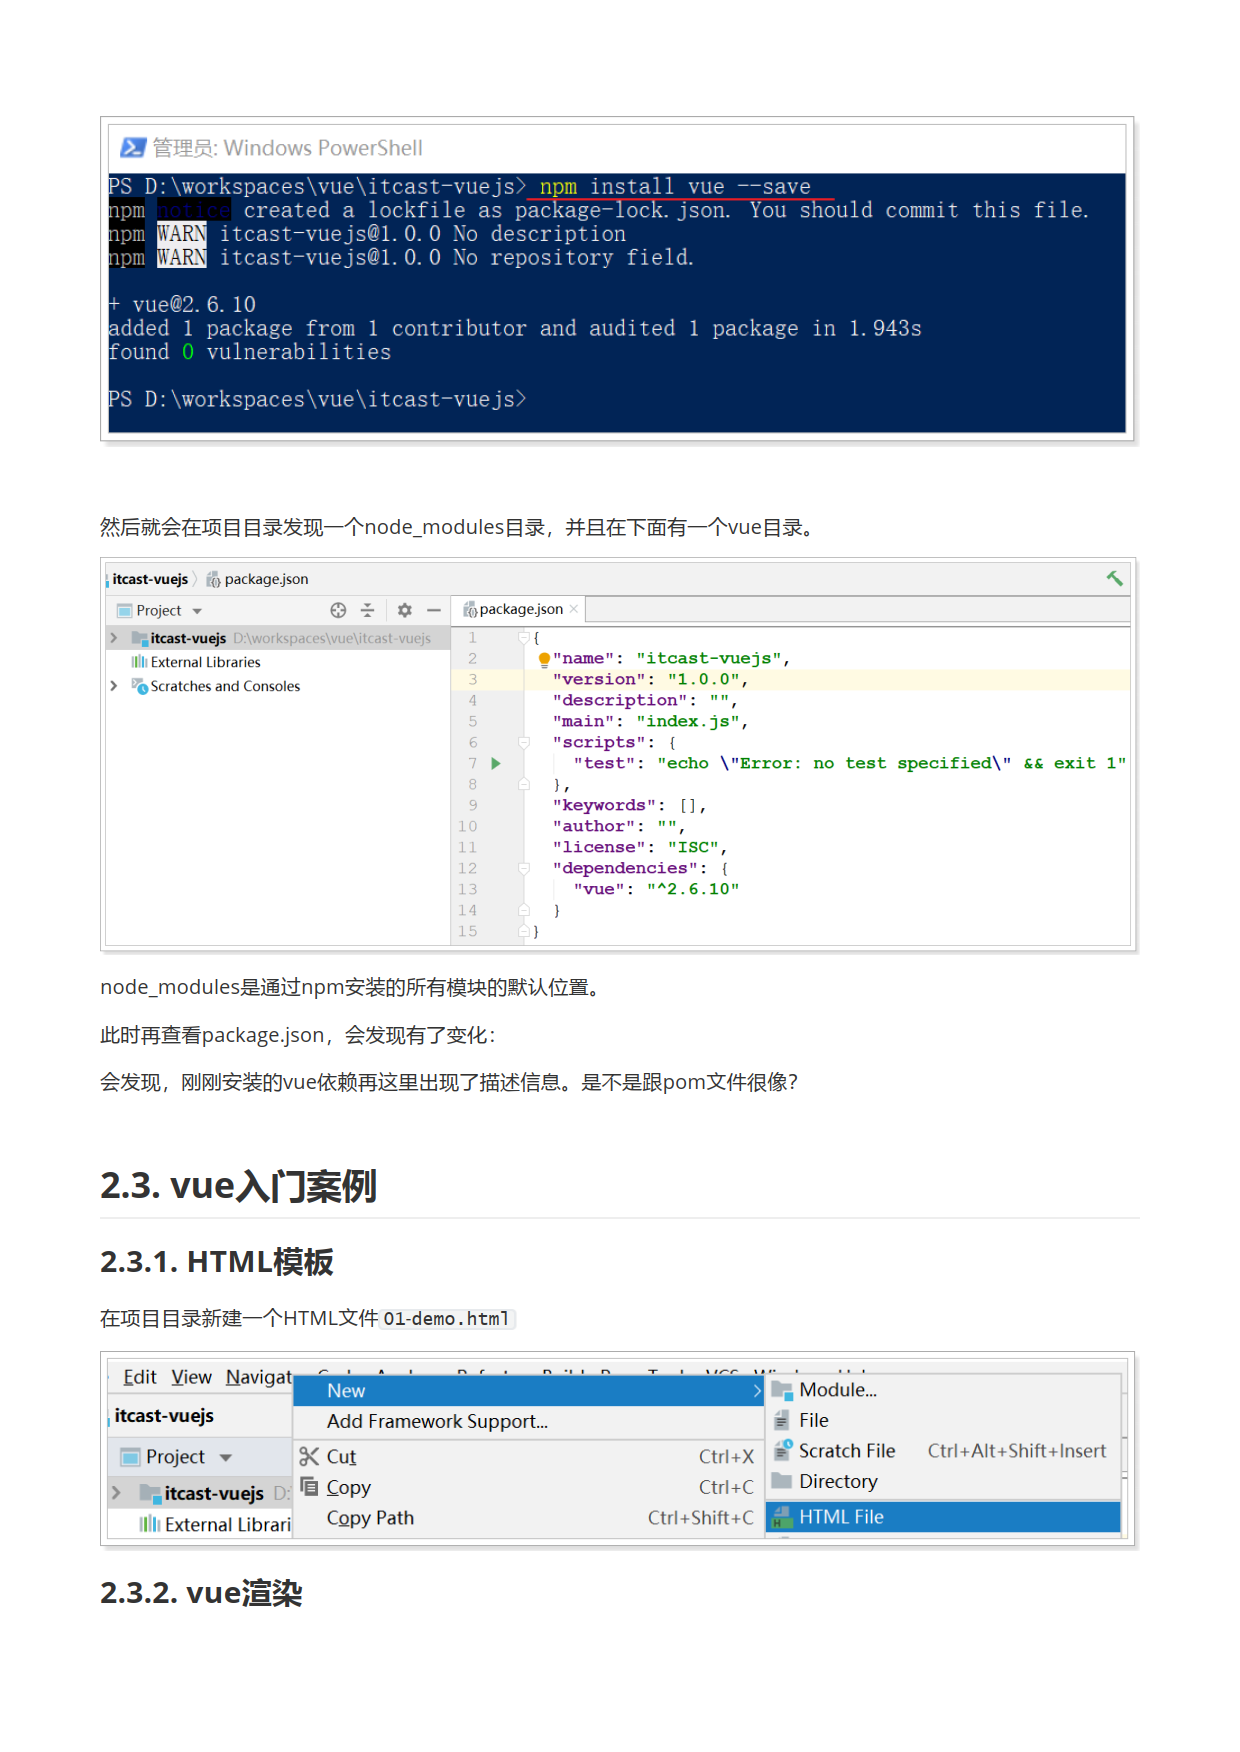 管理员: Windows PowerShell
PS D:\workspaces\vue\itcast-vuejs> npm install vue --save
npm notice created a lockfile as package-lock.json. You should commit this file.
npm WARN itcast-vuejs@1.0.0 No description
npm WARN itcast-vuejs@1.0.0 No repository field.
+ vue@2.6.10
added 1 package from 1 contributor and audited 1 package in 1.943s
found 0 vulnerabilities
PS D:\workspaces\vue\itcast-vuejs>
然后就会在项目目录发现一个node_modules目录，并且在下面有一个vue目录。
itcast-vuejs package.json
Project package.json
itcast-vuejs D:\workspaces\vue\itcast-vuejs
External Libraries
Scratches and Consoles
1 {
2 "name": "itcast-vuejs",
3 "version": "1.0.0",
4 "description": "",
5 "main": "index.js",
6 "scripts": {
7 "test": "echo \"Error: no test specified\" && exit 1"
8 },
9 "keywords": [],
10 "author": "",
11 "license": "ISC",
12 "dependencies": {
13 "vue": "^2.6.10"
14 }
15 }
node_modules是通过npm安装的所有模块的默认位置。
此时再查看package.json，会发现有了变化：
会发现，刚刚安装的vue依赖再这里出现了描述信息。是不是跟pom文件很像？
2.3. vue入门案例
2.3.1. HTML模板
在项目目录新建一个HTML文件01-demo.html
Edit View Navigat
itcast-vuejs
Project
itcast-vuejs D:
External Librari
New
Add Framework Support...
Cut Ctrl+X
Copy Ctrl+C
Copy Path Ctrl+Shift+C
Module...
File
Scratch File Ctrl+Alt+Shift+Insert
Directory
HTML File
2.3.2. vue渲染